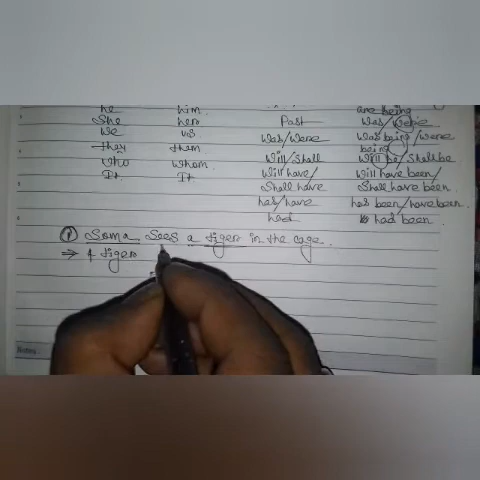 he him are being
She her Past Was/were
We us Was/were Was being/were being
they them Will/Shall Will be/Shall be
Who Whom Will have/ Will have been/
It It Shall have Shall have been.
has/have has been/have been.
had had been
① Soma Sees a tiger in the cage.
⇒ A tiger
Notes